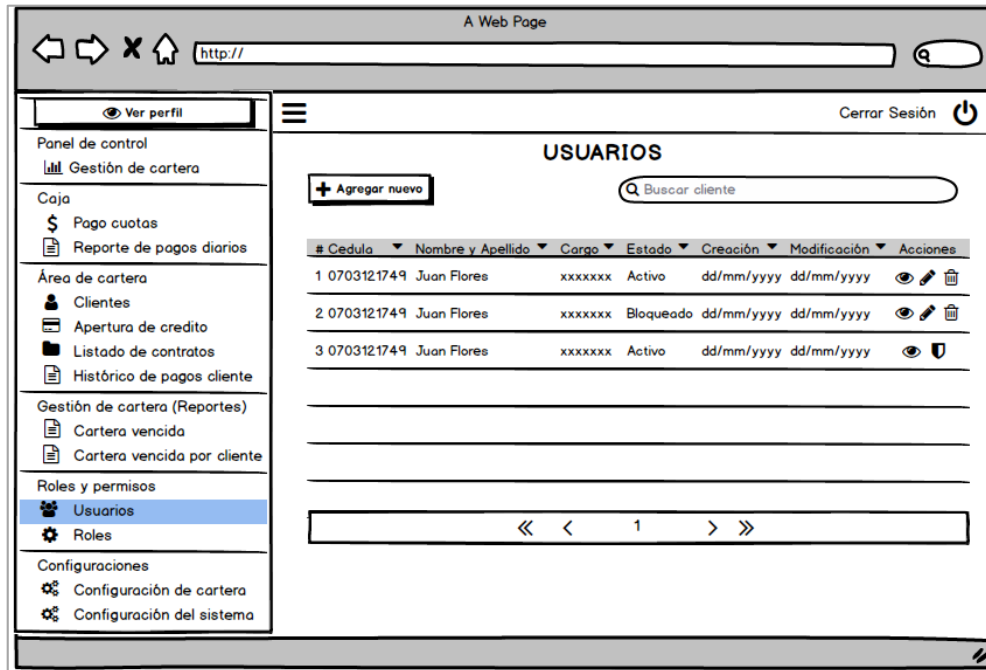 A Web Page
http://
Ver perfil
Panel de control
Gestión de cartera
Caja
$ Pago cuotas
Reporte de pagos diarios
Área de cartera
Clientes
Apertura de credito
Listado de contratos
Histórico de pagos cliente
Gestión de cartera (Reportes)
Cartera vencida
Cartera vencida por cliente
Roles y permisos
Usuarios
Roles
Configuraciones
Configuración de cartera
Configuración del sistema
Cerrar Sesión
USUARIOS
Agregar nuevo
Buscar cliente
# Cedula Nombre y Apellido Cargo Estado Creación Modificación Acciones
1 0703121749 Juan Flores xxxxxxx Activo dd/mm/yyyy dd/mm/yyyy
2 0703121749 Juan Flores xxxxxxx Bloqueado dd/mm/yyyy dd/mm/yyyy
3 0703121749 Juan Flores xxxxxxx Activo dd/mm/yyyy dd/mm/yyyy
1